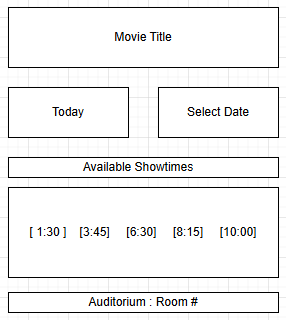 Movie Title
Today Select Date
Available Showtimes
[ 1:30 ] [3:45] [6:30] [8:15] [10:00]
Auditorium : Room #